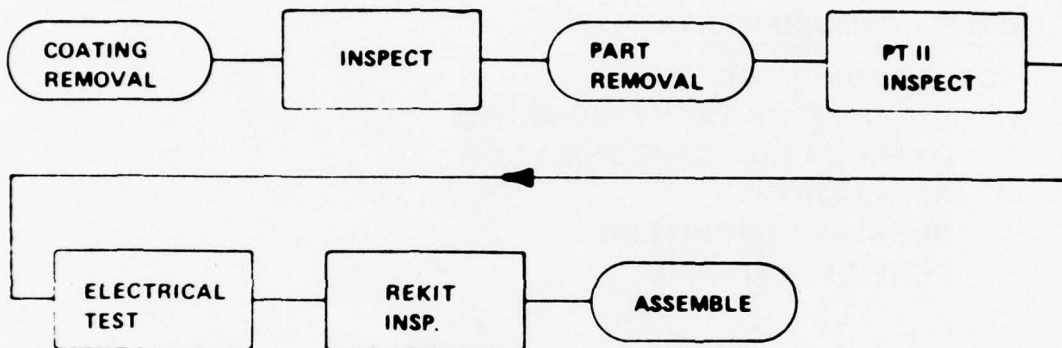 COATING
REMOVAL
INSPECT
PART
REMOVAL
PT II
INSPECT
ELECTRICAL
TEST
REKIT
INSP.
ASSEMBLE